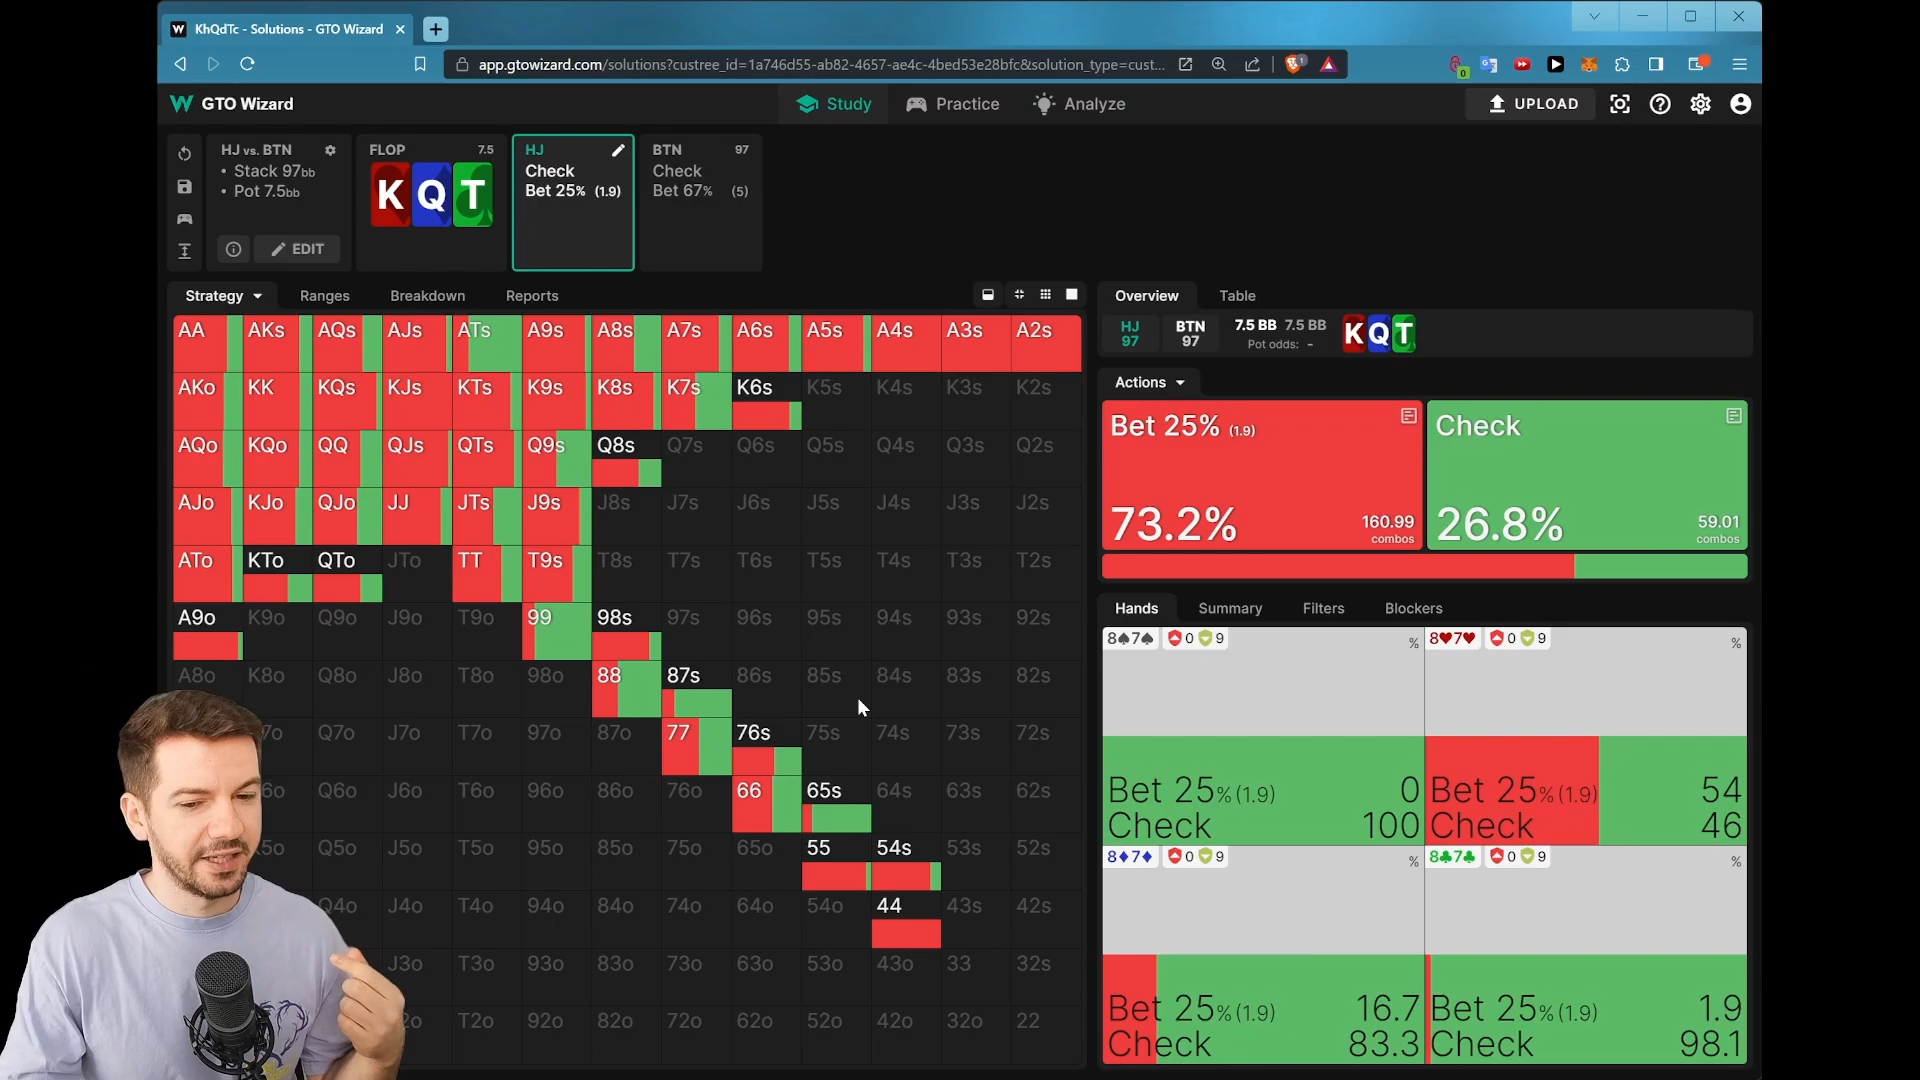 KhQdTc - Solutions - GTO Wizard
app.gtowizard.com/solutions?custree_id=1a746d55-ab82-4657-ae4c-4bed53e28bfc&solution_type=cust...
GTO Wizard
Study
Practice
Analyze
UPLOAD
HJ vs. BTN
• Stack 97bb
• Pot 7.5bb
EDIT
FLOP 7.5
K Q T
HJ
Check
Bet 25% (1.9)
BTN 97
Check
Bet 67% (5)
Strategy
Ranges
Breakdown
Reports
AA AKs AQs AJs ATs A9s A8s A7s A6s A5s A4s A3s A2s
AKo KK KQs KJs KTs K9s K8s K7s K6s K5s K4s K3s K2s
AQo KQo QQ QJs QTs Q9s Q8s Q7s Q6s Q5s Q4s Q3s Q2s
AJo KJo QJo JJ JTs J9s J8s J7s J6s J5s J4s J3s J2s
ATo KTo QTo JTo TT T9s T8s T7s T6s T5s T4s T3s T2s
A9o K9o Q9o J9o T9o 99 98s 97s 96s 95s 94s 93s 92s
A8o K8o Q8o J8o T8o 98o 88 87s 86s 85s 84s 83s 82s
7o Q7o J7o T7o 97o 87o 77 76s 75s 74s 73s 72s
6o Q6o J6o T6o 96o 86o 76o 66 65s 64s 63s 62s
5o Q5o J5o T5o 95o 85o 75o 65o 55 54s 53s 52s
Q4o J4o T4o 94o 84o 74o 64o 54o 44 43s 42s
J3o T3o 93o 83o 73o 63o 53o 43o 33 32s
2o T2o 92o 82o 72o 62o 52o 42o 32o 22
Overview
Table
HJ
97
BTN
97
7.5 BB 7.5 BB
Pot odds: -
K Q T
Actions
Bet 25% (1.9)
73.2%
160.99
combos
Check
26.8%
59.01
combos
Hands
Summary
Filters
Blockers
8♠7♠ 0 9 %
Bet 25% (1.9) 0
Check 100
8♥7♥ 0 9 %
Bet 25% (1.9) 54
Check 46
8♦7♦ 0 9 %
Bet 25% (1.9) 16.7
Check 83.3
8♣7♣ 0 9 %
Bet 25% (1.9) 1.9
Check 98.1